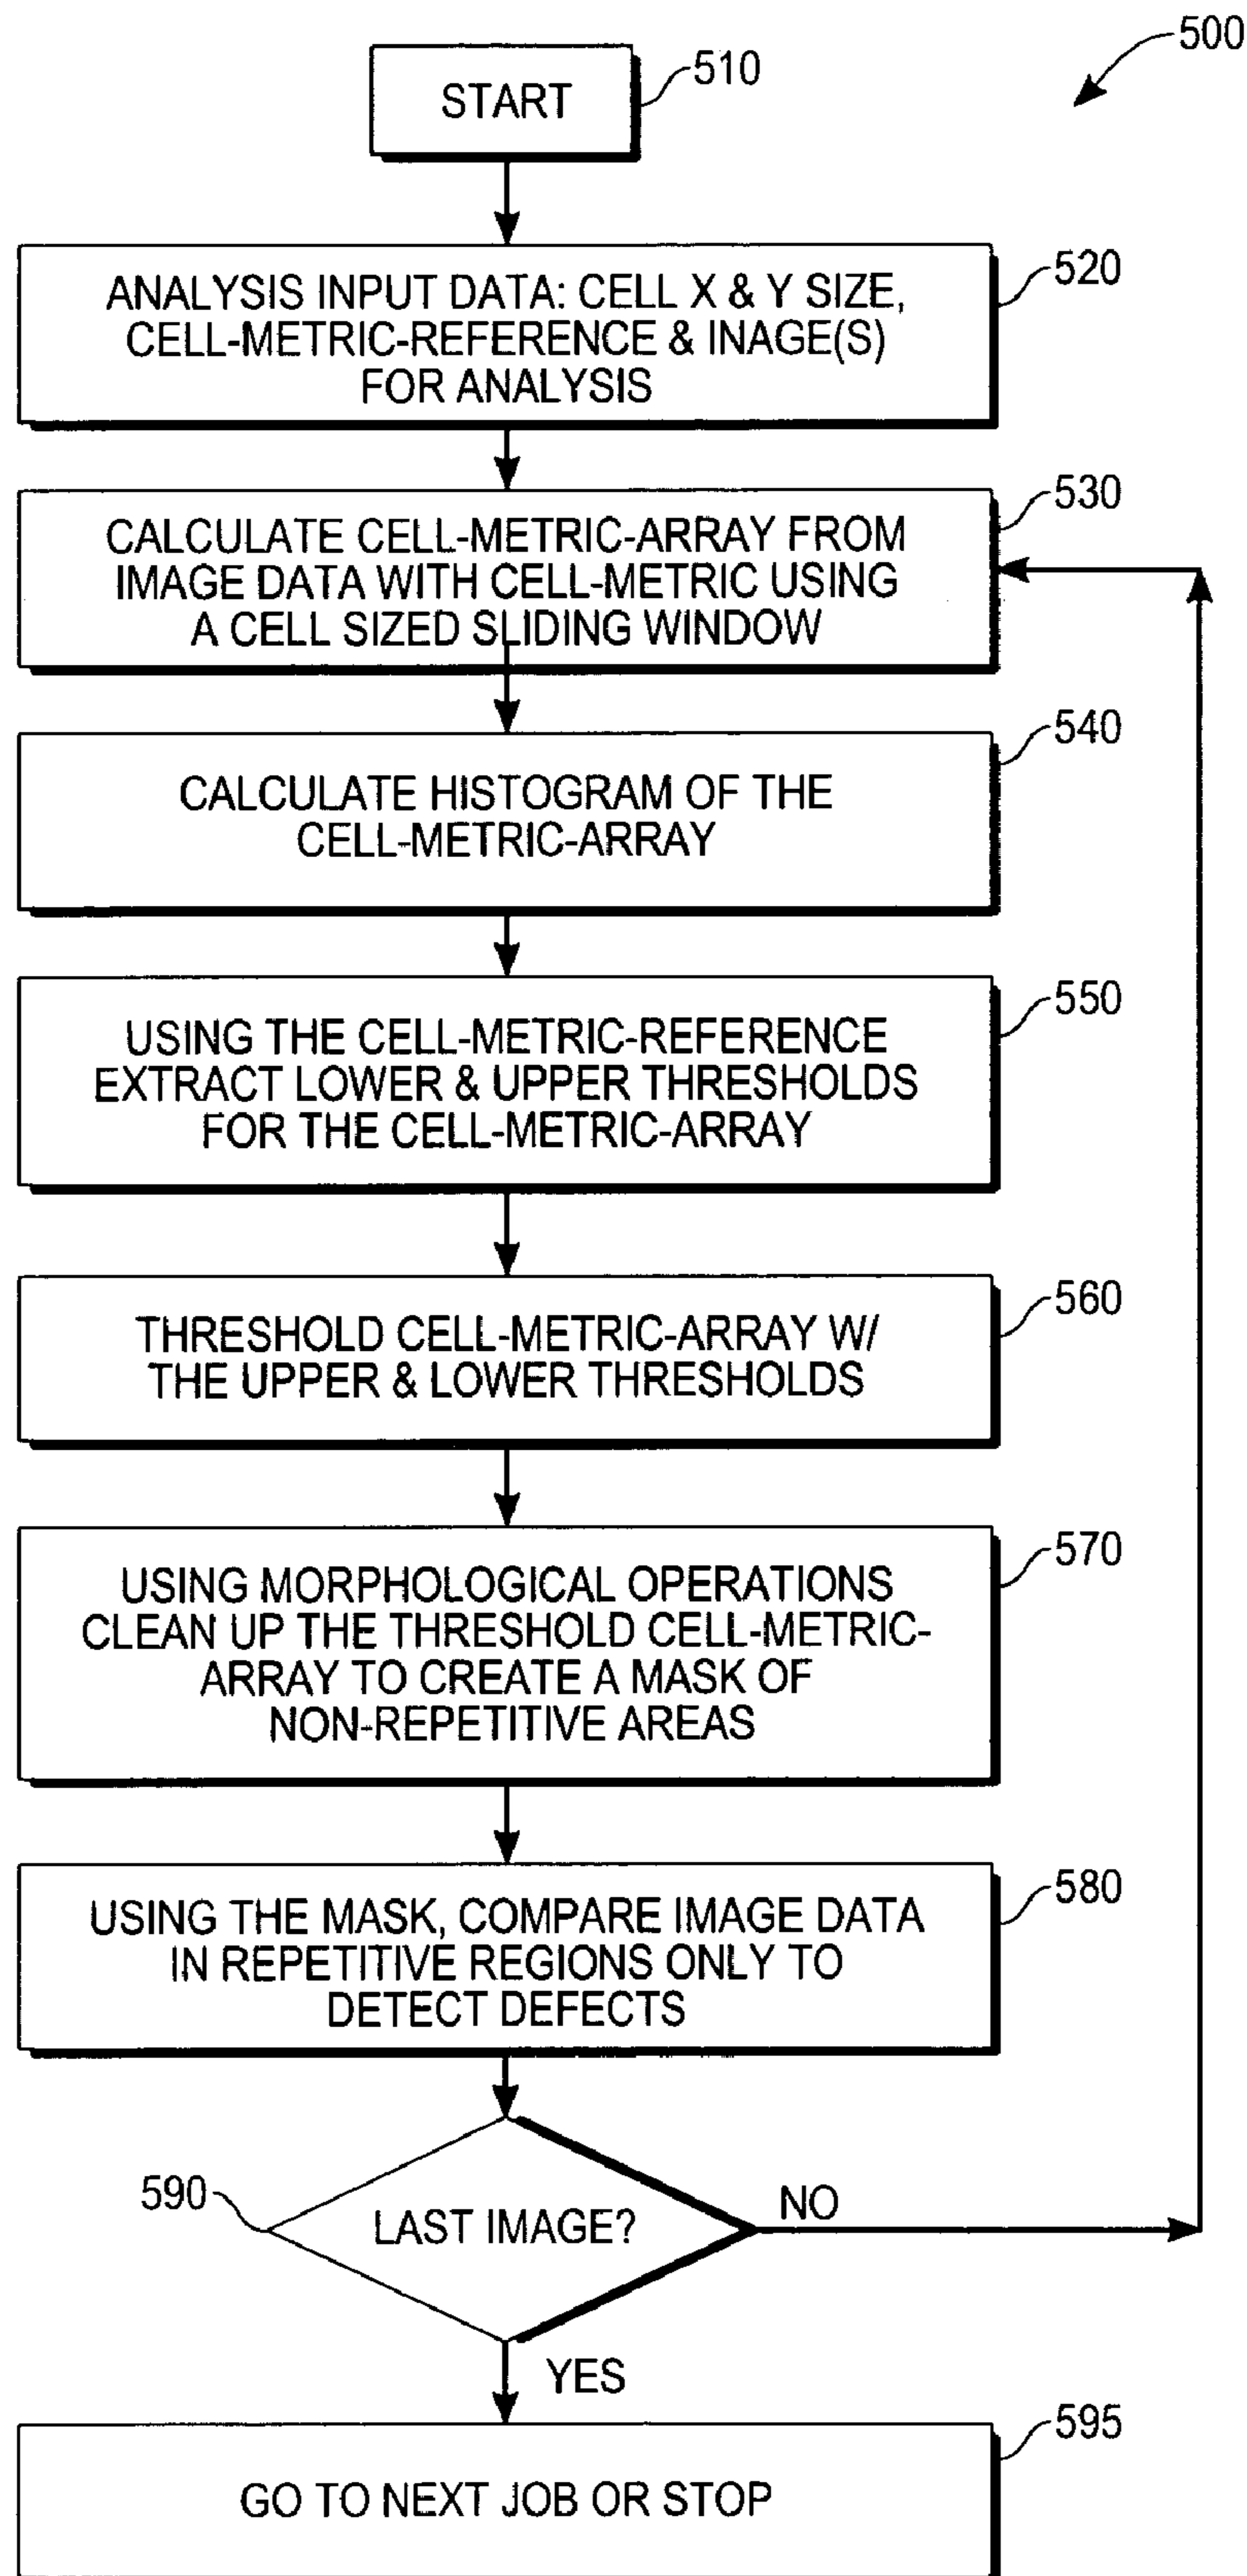 500
START
510
ANALYSIS INPUT DATA: CELL X & Y SIZE,
CELL-METRIC-REFERENCE & INAGE(S)
FOR ANALYSIS
520
CALCULATE CELL-METRIC-ARRAY FROM
IMAGE DATA WITH CELL-METRIC USING
A CELL SIZED SLIDING WINDOW
530
CALCULATE HISTOGRAM OF THE
CELL-METRIC-ARRAY
540
USING THE CELL-METRIC-REFERENCE
EXTRACT LOWER & UPPER THRESHOLDS
FOR THE CELL-METRIC-ARRAY
550
THRESHOLD CELL-METRIC-ARRAY W/
THE UPPER & LOWER THRESHOLDS
560
USING MORPHOLOGICAL OPERATIONS
CLEAN UP THE THRESHOLD CELL-METRIC-
ARRAY TO CREATE A MASK OF
NON-REPETITIVE AREAS
570
USING THE MASK, COMPARE IMAGE DATA
IN REPETITIVE REGIONS ONLY TO
DETECT DEFECTS
580
590
LAST IMAGE?
NO
YES
GO TO NEXT JOB OR STOP
595